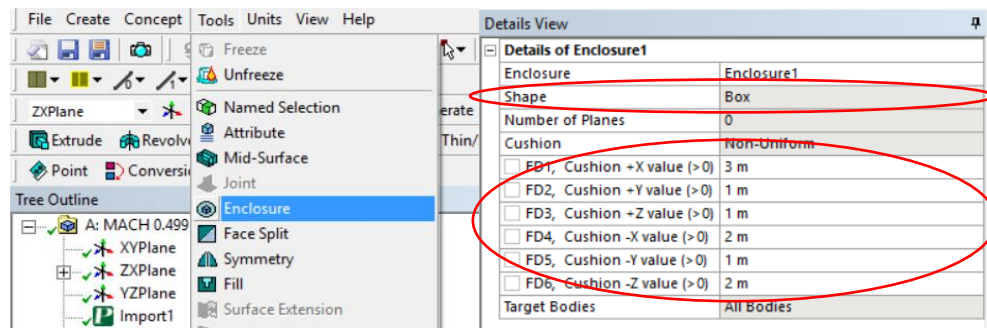 File Create Concept Tools Units View Help
Freeze
Unfreeze
ZXPlane
Named Selection
erate
Attribute
Extrude
Thin/
Mid-Surface
Point
Joint
Tree Outline
Enclosure
A: MACH 0.499
Face Split
XYPlane
Symmetry
ZXPlane
Fill
YZPlane
Surface Extension
Import1
Details View
Details of Enclosure1
Enclosure Enclosure1
Shape Box
Number of Planes 0
Cushion Non-Uniform
FD1, Cushion +X value (>0) 3 m
FD2, Cushion +Y value (>0) 1 m
FD3, Cushion +Z value (>0) 1 m
FD4, Cushion -X value (>0) 2 m
FD5, Cushion -Y value (>0) 1 m
FD6, Cushion -Z value (>0) 2 m
Target Bodies All Bodies